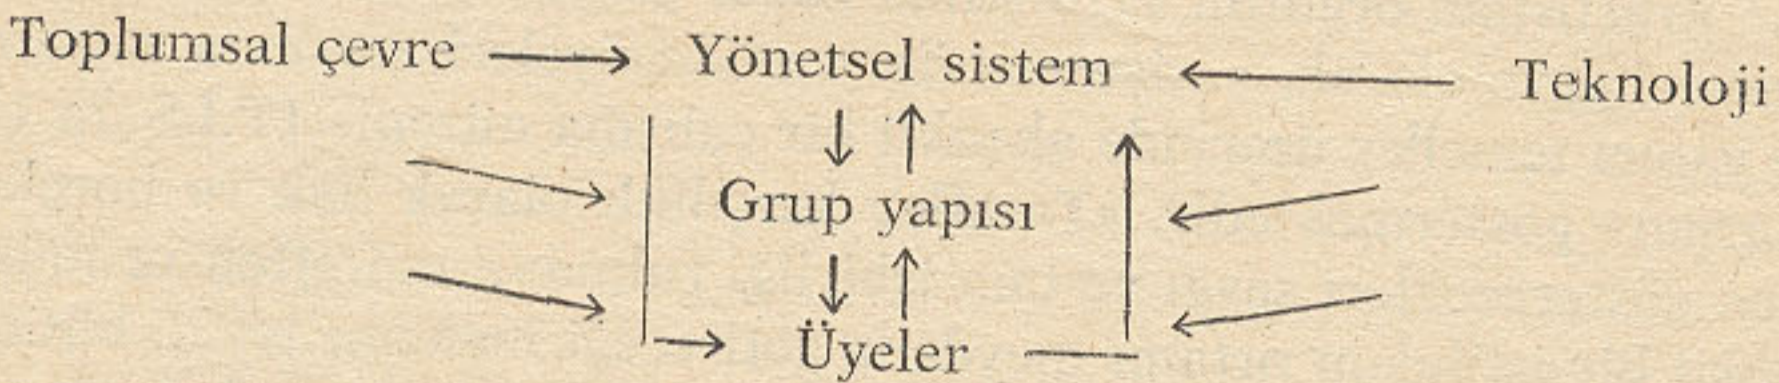 Toplumsal çevre Yönetsel sistem Teknoloji
Grup yapısı
Üyeler